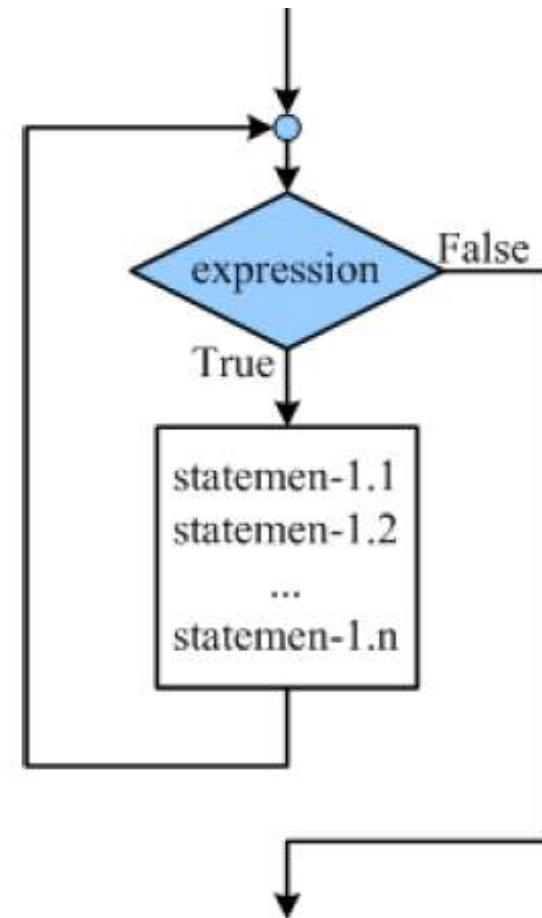 expression
False
True
statemen-1.1
statemen-1.2
...
statemen-1.n